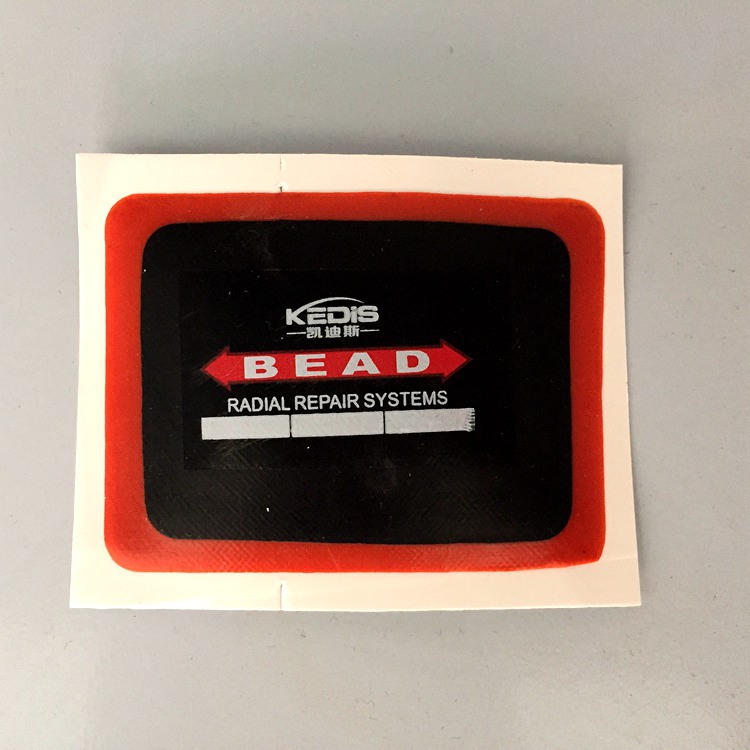 KEDIS
凯迪斯
BEAD
RADIAL REPAIR SYSTEMS